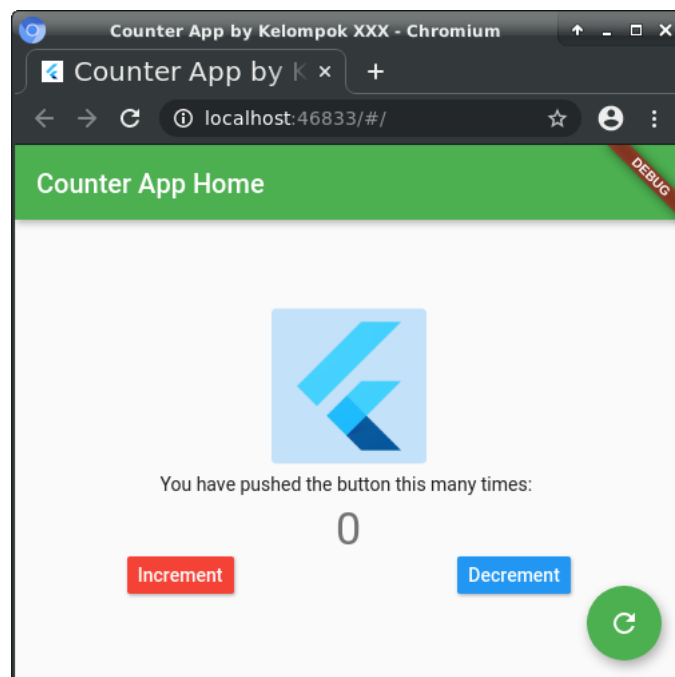 Counter App by Kelompok XXX - Chromium
Counter App by K
localhost:46833/#/
Counter App Home
DEBUG
You have pushed the button this many times:
0
Increment Decrement